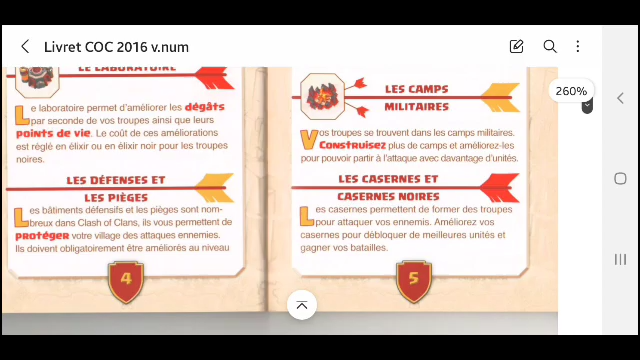 Livret COC 2016 v.num
260%
LE LABORATOIRE
Le laboratoire permet d'améliorer les dégâts
par seconde de vos troupes ainsi que leurs
points de vie. Le coût de ces améliorations
est réglé en élixir ou en élixir noir pour les troupes
noires.
LES DÉFENSES ET
LES PIÈGES
Les bâtiments défensifs et les pièges sont nom-
breux dans Clash of Clans, ils vous permettent de
protéger votre village des attaques ennemies.
Ils doivent obligatoirement être améliorés au niveau
4
LES CAMPS
MILITAIRES
Vos troupes se trouvent dans les camps militaires.
Construisez plus de camps et améliorez-les
pour pouvoir partir à l'attaque avec davantage d'unités.
LES CASERNES ET
CASERNES NOIRES
Les casernes permettent de former des troupes
pour attaquer vos ennemis. Améliorez vos
casernes pour débloquer de meilleures unités et
gagner vos batailles.
5